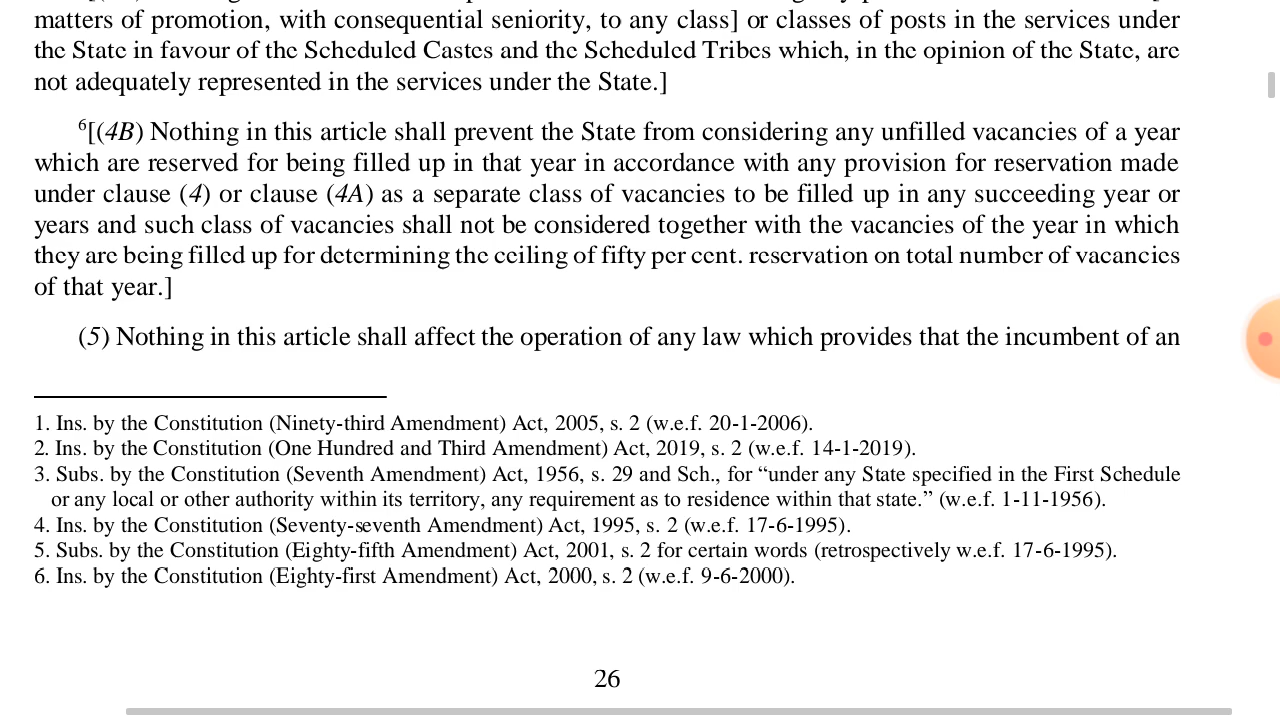 matters of promotion, with consequential seniority, to any class] or classes of posts in the services under
the State in favour of the Scheduled Castes and the Scheduled Tribes which, in the opinion of the State, are
not adequately represented in the services under the State.]
6[(4B) Nothing in this article shall prevent the State from considering any unfilled vacancies of a year
which are reserved for being filled up in that year in accordance with any provision for reservation made
under clause (4) or clause (4A) as a separate class of vacancies to be filled up in any succeeding year or
years and such class of vacancies shall not be considered together with the vacancies of the year in which
they are being filled up for determining the ceiling of fifty per cent. reservation on total number of vacancies
of that year.]
(5) Nothing in this article shall affect the operation of any law which provides that the incumbent of an
1. Ins. by the Constitution (Ninety-third Amendment) Act, 2005, s. 2 (w.e.f. 20-1-2006).
2. Ins. by the Constitution (One Hundred and Third Amendment) Act, 2019, s. 2 (w.e.f. 14-1-2019).
3. Subs. by the Constitution (Seventh Amendment) Act, 1956, s. 29 and Sch., for “under any State specified in the First Schedule
or any local or other authority within its territory, any requirement as to residence within that state.” (w.e.f. 1-11-1956).
4. Ins. by the Constitution (Seventy-seventh Amendment) Act, 1995, s. 2 (w.e.f. 17-6-1995).
5. Subs. by the Constitution (Eighty-fifth Amendment) Act, 2001, s. 2 for certain words (retrospectively w.e.f. 17-6-1995).
6. Ins. by the Constitution (Eighty-first Amendment) Act, 2000, s. 2 (w.e.f. 9-6-2000).
26